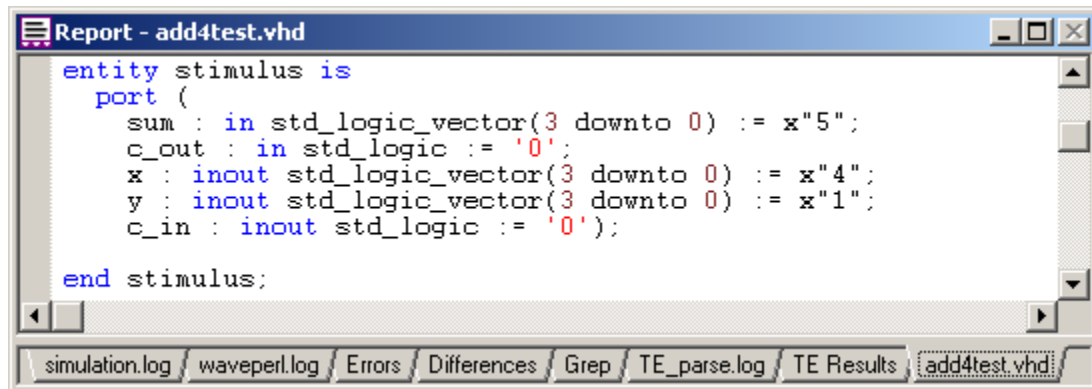 Report - add4test.vhd
entity stimulus is
port (
sum : in std_logic_vector(3 downto 0) := x"5";
c_out : in std_logic := '0';
x : inout std_logic_vector(3 downto 0) := x"4";
y : inout std_logic_vector(3 downto 0) := x"1";
c_in : inout std_logic := '0');
end stimulus;
simulation.log waveperl.log Errors Differences Grep TE_parse.log TE Results add4test.vhd